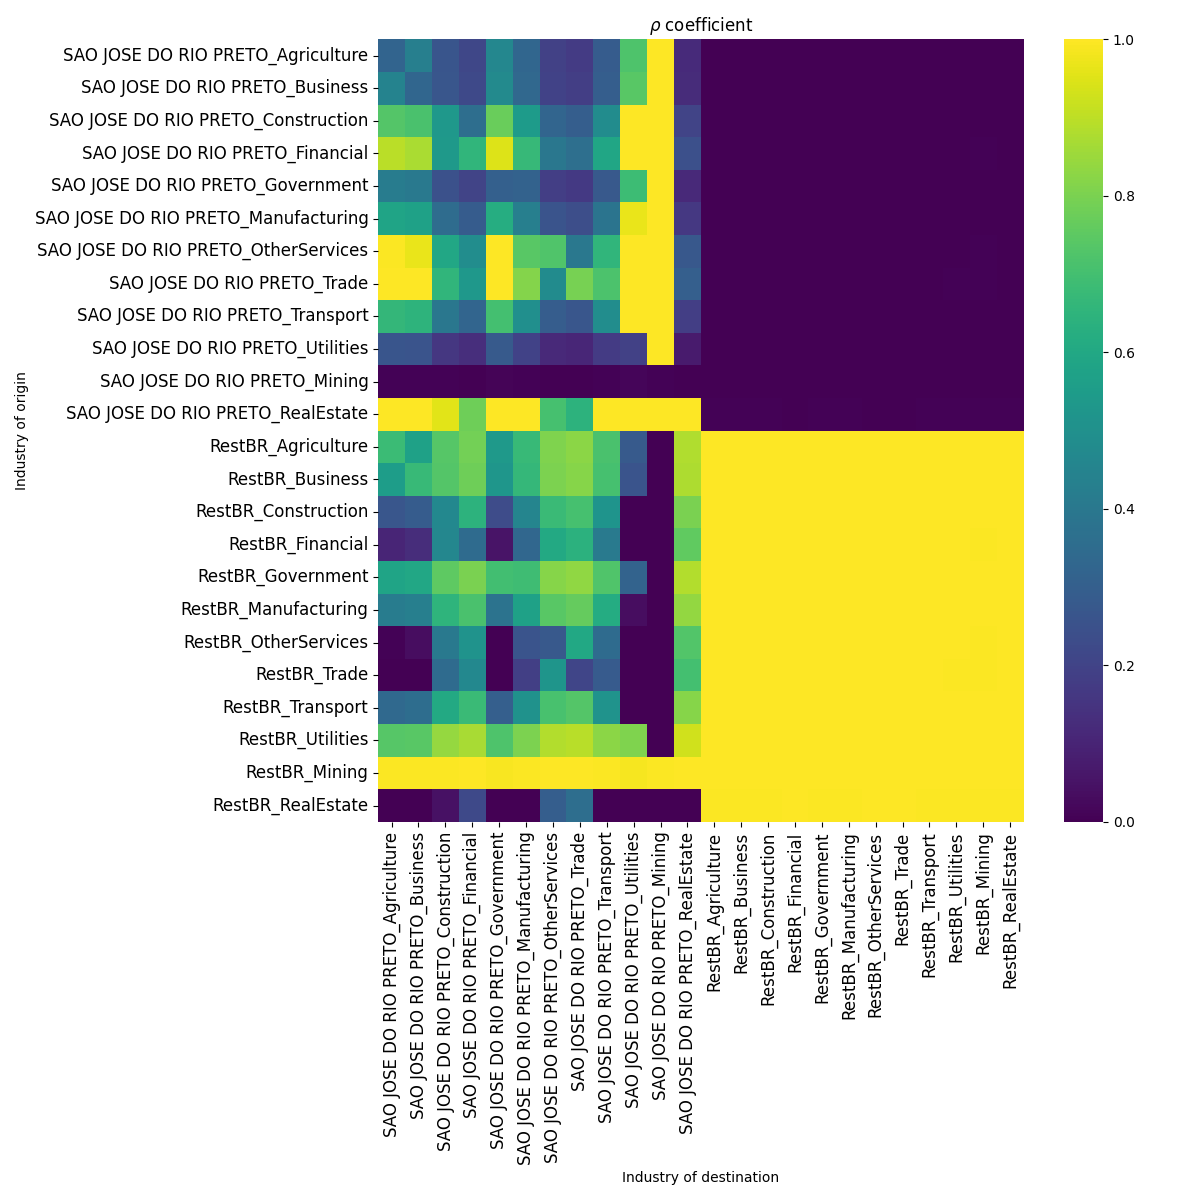 ρ coefficient
SAO JOSE DO RIO PRETO_Agriculture
SAO JOSE DO RIO PRETO_Business
SAO JOSE DO RIO PRETO_Construction
SAO JOSE DO RIO PRETO_Financial
SAO JOSE DO RIO PRETO_Government
SAO JOSE DO RIO PRETO_Manufacturing
SAO JOSE DO RIO PRETO_OtherServices
SAO JOSE DO RIO PRETO_Trade
SAO JOSE DO RIO PRETO_Transport
SAO JOSE DO RIO PRETO_Utilities
SAO JOSE DO RIO PRETO_Mining
SAO JOSE DO RIO PRETO_RealEstate
RestBR_Agriculture
RestBR_Business
RestBR_Construction
RestBR_Financial
RestBR_Government
RestBR_Manufacturing
RestBR_OtherServices
RestBR_Trade
RestBR_Transport
RestBR_Utilities
RestBR_Mining
RestBR_RealEstate
Industry of origin
SAO JOSE DO RIO PRETO_Agriculture
SAO JOSE DO RIO PRETO_Business
SAO JOSE DO RIO PRETO_Construction
SAO JOSE DO RIO PRETO_Financial
SAO JOSE DO RIO PRETO_Government
SAO JOSE DO RIO PRETO_Manufacturing
SAO JOSE DO RIO PRETO_OtherServices
SAO JOSE DO RIO PRETO_Trade
SAO JOSE DO RIO PRETO_Transport
SAO JOSE DO RIO PRETO_Utilities
SAO JOSE DO RIO PRETO_Mining
SAO JOSE DO RIO PRETO_RealEstate
RestBR_Agriculture
RestBR_Business
RestBR_Construction
RestBR_Financial
RestBR_Government
RestBR_Manufacturing
RestBR_OtherServices
RestBR_Trade
RestBR_Transport
RestBR_Utilities
RestBR_Mining
RestBR_RealEstate
Industry of destination
1.0
0.8
0.6
0.4
0.2
0.0